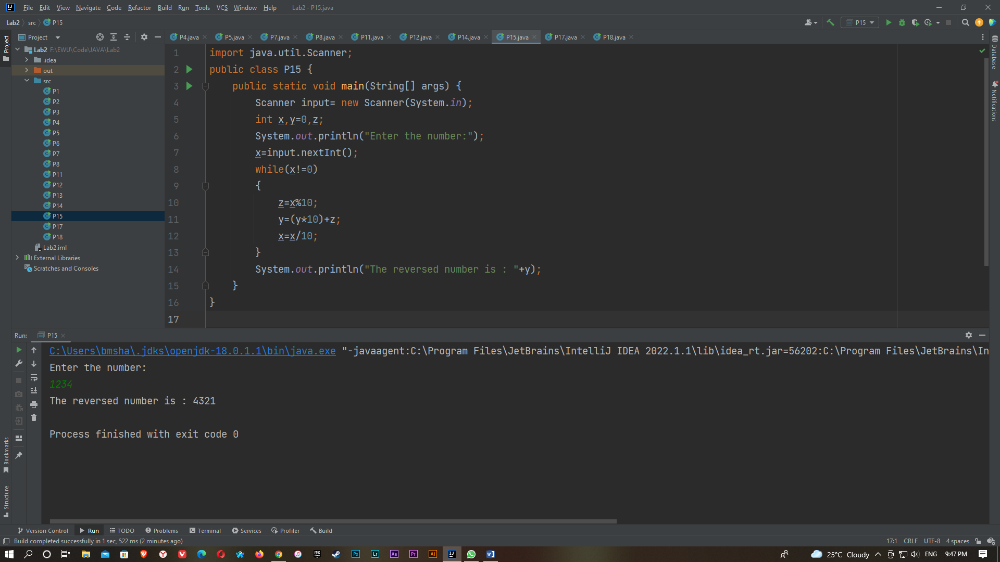 File Edit View Navigate Code Refactor Build Run Tools VCS Window Help Lab2 - P15.java
Lab2 src P15
P15
Project
P4.java P5.java P7.java P8.java P11.java P12.java P14.java P15.java P17.java P18.java
Project
Lab2 F:\EWU\Code\JAVA\Lab2
.idea
out
src
P1
P2
P3
P4
P5
P6
P7
P8
P11
P12
P13
P14
P15
P17
P18
Lab2.iml
External Libraries
Scratches and Consoles
1 import java.util.Scanner;
2 public class P15 {
3 public static void main(String[] args) {
4 Scanner input= new Scanner(System.in);
5 int x,y=0,z;
6 System.out.println("Enter the number:");
7 x=input.nextInt();
8 while(x!=0)
9 {
10 z=x%10;
11 y=(y*10)+z;
12 x=x/10;
13 }
14 System.out.println("The reversed number is : "+y);
15 }
16 }
17
Database
Notifications
Run: P15
C:\Users\bmsha\.jdks\openjdk-18.0.1.1\bin\java.exe "-javaagent:C:\Program Files\JetBrains\IntelliJ IDEA 2022.1.1\lib\idea_rt.jar=56202:C:\Program Files\JetBrains\In
Enter the number:
1234
The reversed number is : 4321
Process finished with exit code 0
Bookmarks
Structure
Version Control Run TODO Problems Terminal Services Profiler Build
Build completed successfully in 1 sec, 522 ms (2 minutes ago) 17:1 CRLF UTF-8 4 spaces
Ps Lr Ae Pr Ai IJ 25°C Cloudy ENG 9:47 PM